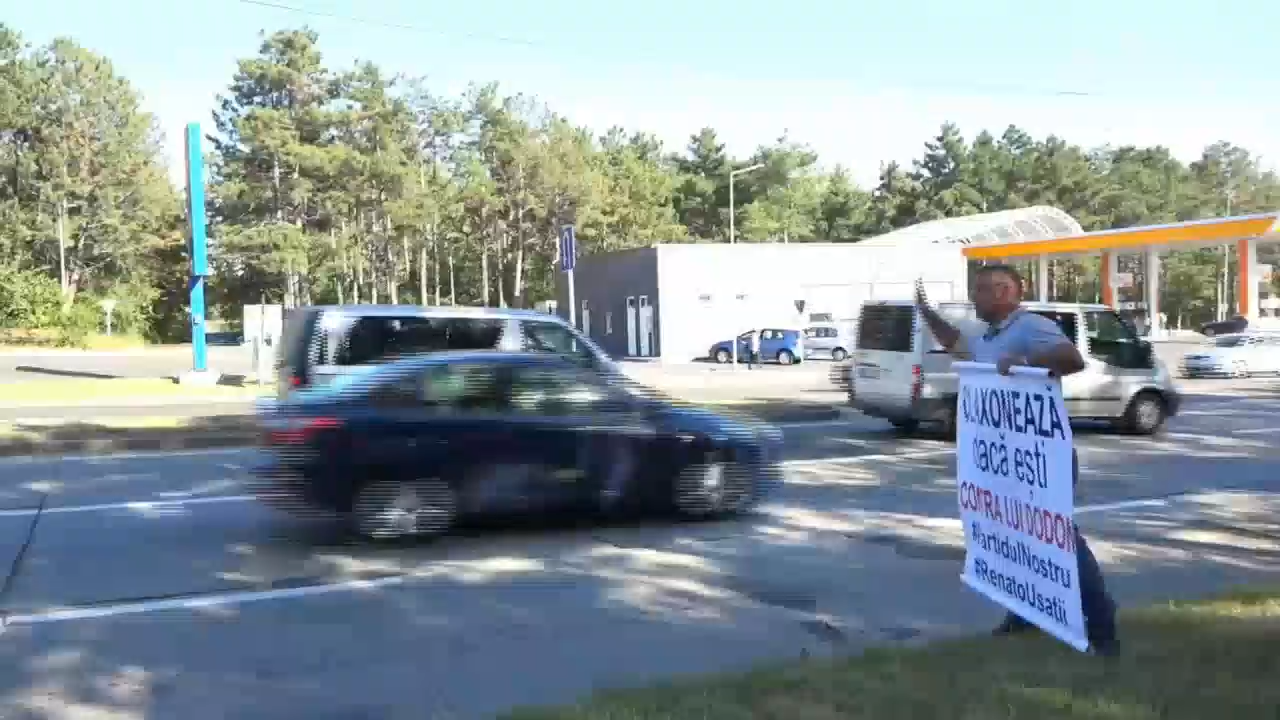 CLAXONEAZĂ
dacă ești
CONTRA LUI DODON
#PartidulNostru
#RenatoUsatii